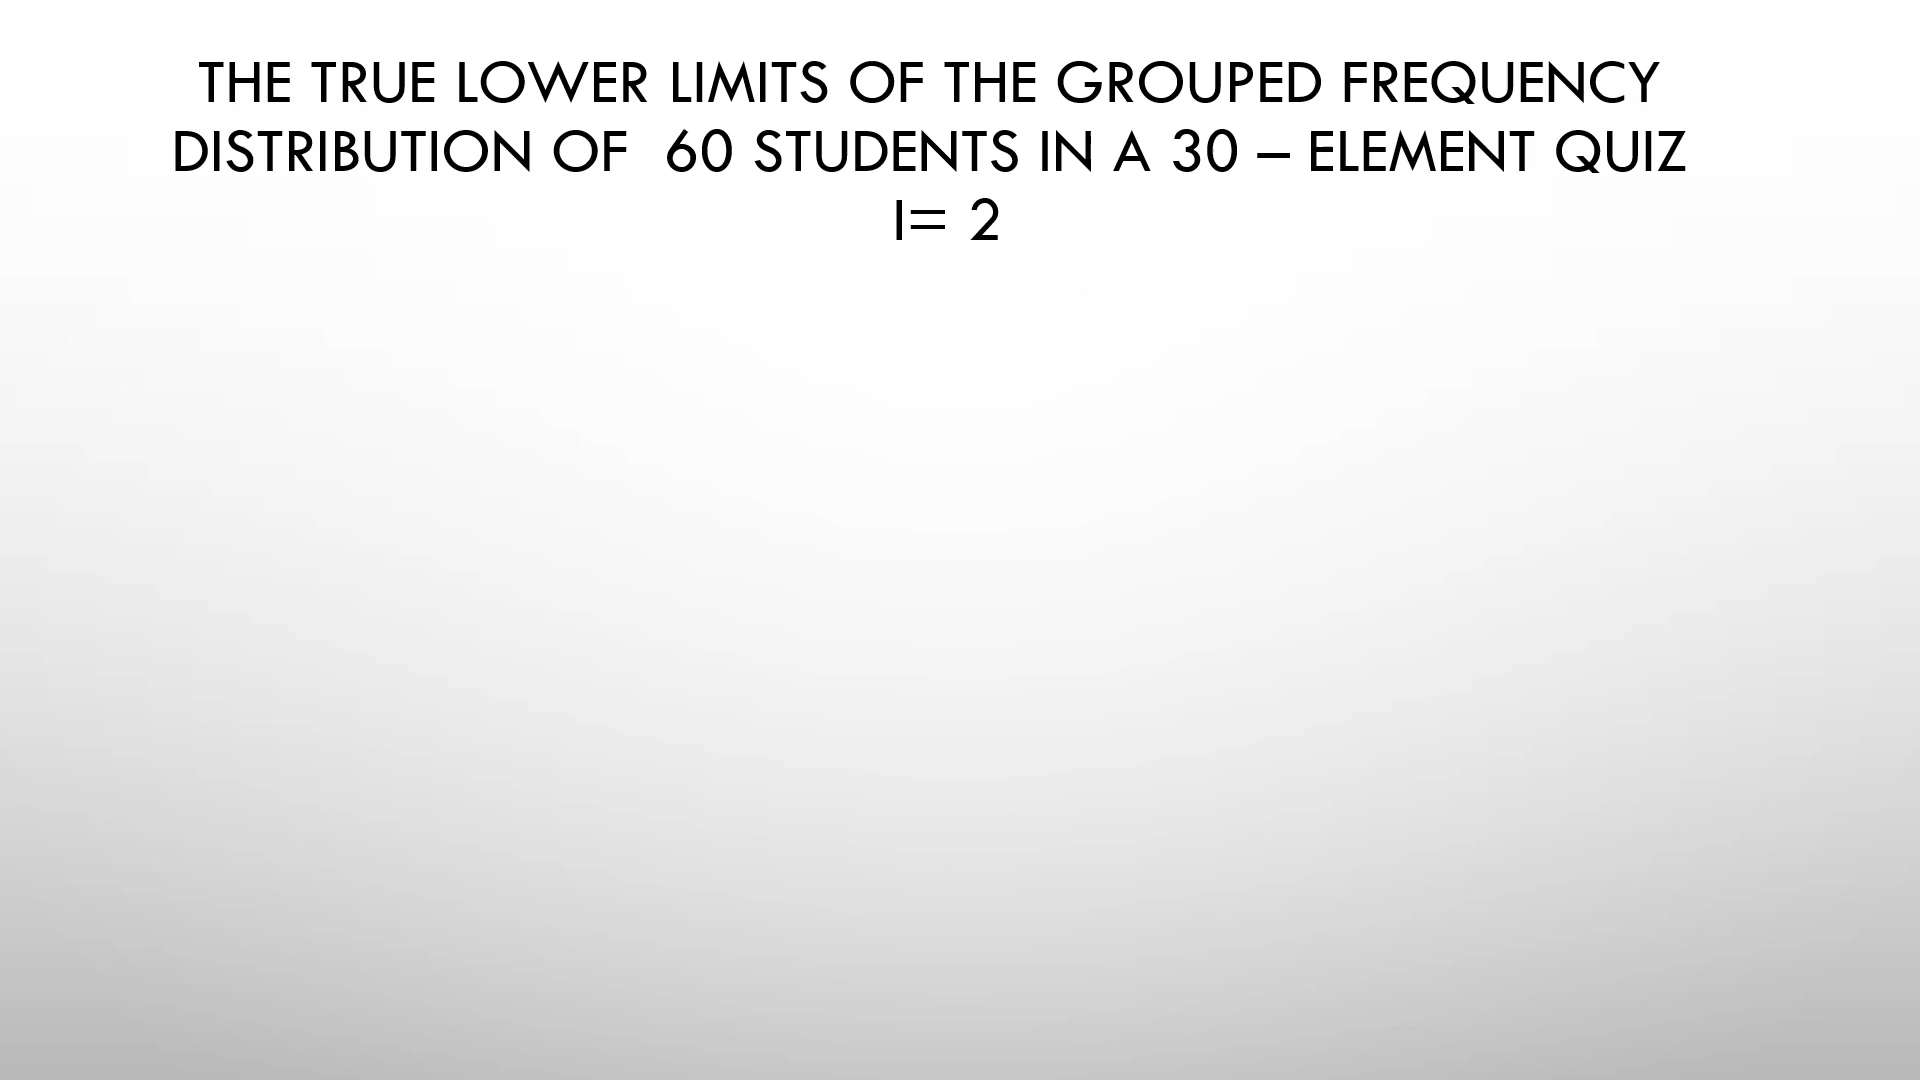 THE TRUE LOWER LIMITS OF THE GROUPED FREQUENCY
DISTRIBUTION OF  60 STUDENTS IN A 30 – ELEMENT QUIZ
I= 2